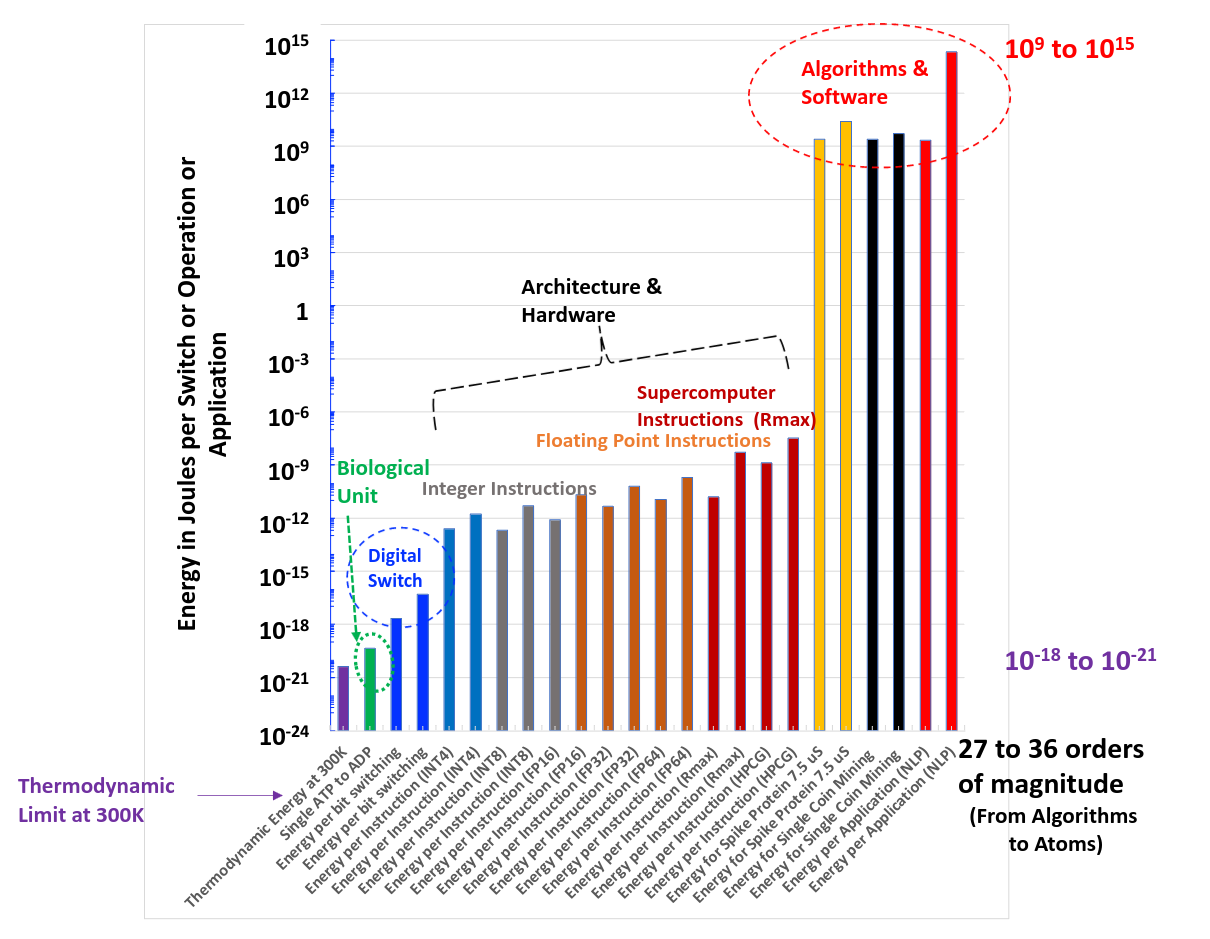 10^15
10^12
10^9
10^6
10^3
1
10^-3
10^-6
10^-9
10^-12
10^-15
10^-18
10^-21
10^-24
Energy in Joules per Switch or Operation or
Application
Algorithms &
Software
10^9 to 10^15
Architecture &
Hardware
Supercomputer
Instructions (Rmax)
Floating Point Instructions
Integer Instructions
Biological
Unit
Digital
Switch
10^-18 to 10^-21
27 to 36 orders
of magnitude
(From Algorithms
to Atoms)
Thermodynamic
Limit at 300K
Thermodynamic Energy at 300K
Single ATP to ADP
Energy per bit switching
Energy per bit switching
Energy per Instruction (INT4)
Energy per Instruction (INT4)
Energy per Instruction (INT8)
Energy per Instruction (INT8)
Energy per Instruction (FP16)
Energy per Instruction (FP16)
Energy per Instruction (FP32)
Energy per Instruction (FP32)
Energy per Instruction (FP64)
Energy per Instruction (FP64)
Energy per Instruction (Rmax)
Energy per Instruction (Rmax)
Energy per Instruction (HPCG)
Energy per Instruction (HPCG)
Energy for Spike Protein 7.5 uS
Energy for Spike Protein 7.5 uS
Energy for Single Coin Mining
Energy for Single Coin Mining
Energy per Application (NLP)
Energy per Application (NLP)